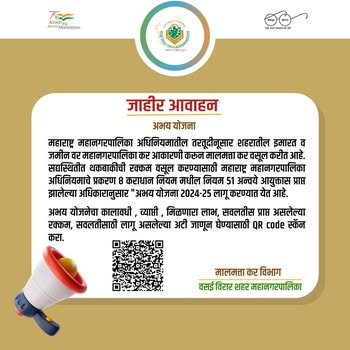 जाहीर आवाहन
अभय योजना
महाराष्ट्र महानगरपालिका अधिनियमातील तरतूदीनूसार शहरातील इमारत व
जमीन वर महानगरपालिका कर आकारणी करून मालमत्ता कर वसूल करीत आहे.
सद्यस्थितीत थकबाकीची रक्कम वसूल करण्यासाठी महाराष्ट्र महानगरपालिका
अधिनियमाचे प्रकरण ८ कराधान नियम मधील नियम 51 अन्वये आयुक्तास प्राप्त
झालेल्या अधिकारानुसार "अभय योजना 2024-25 लागू करण्यात येत आहे.
अभय योजनेचा कालावधी , व्याप्ती , मिळणारा लाभ, सवलतीस प्राप्त असलेल्या
रक्कम, सवलतीसाठी लागू असलेल्या अटी जाणून घेण्यासाठी QR code स्कॅन
करा.
मालमत्ता कर विभाग
वसई विरार शहर महानगरपालिका